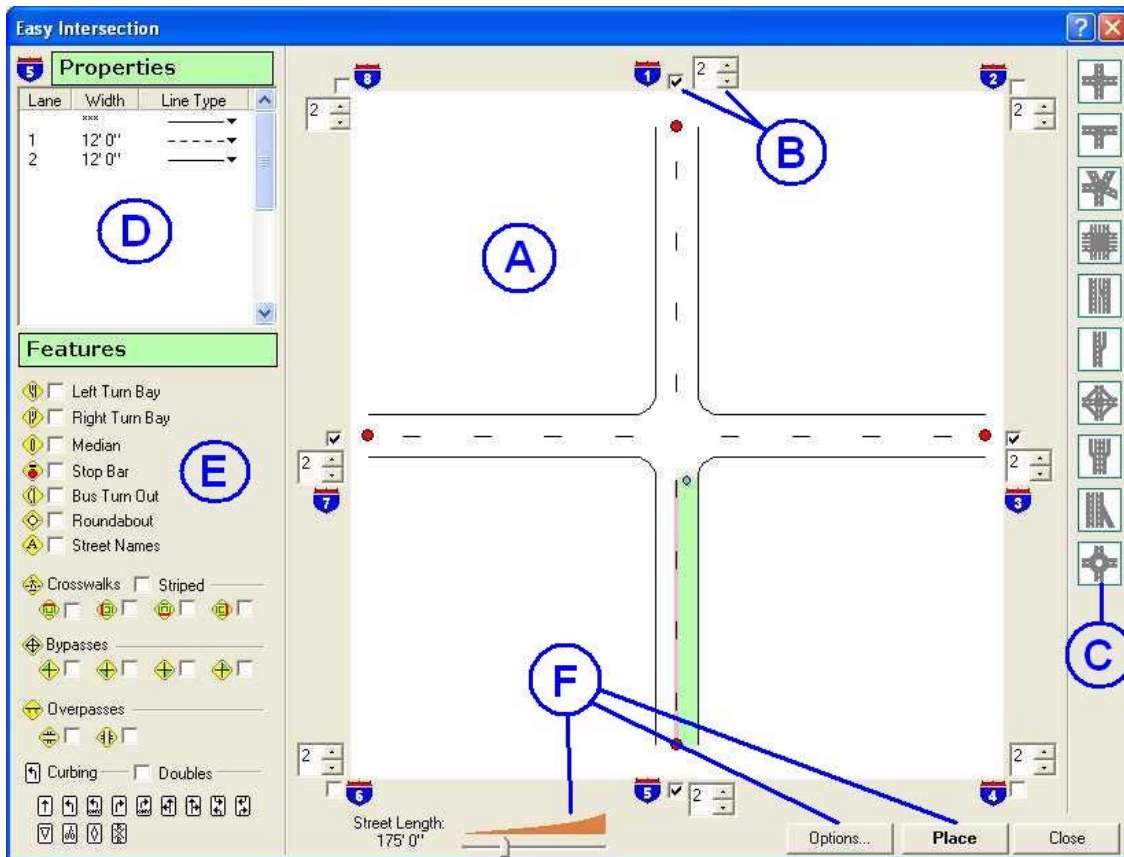 Easy Intersection
5 Properties
Lane Width Line Type
xxx
1 12' 0"
2 12' 0"
D
Features
Left Turn Bay
Right Turn Bay
Median
Stop Bar
Bus Turn Out
Roundabout
A Street Names
E
Crosswalks Striped
Bypasses
Overpasses
Curbing Doubles
8
2
1
2
2
2
B
A
2
7
2
3
2
6
5
2
2
4
F
C
Street Length:
175' 0"
Options...
Place
Close